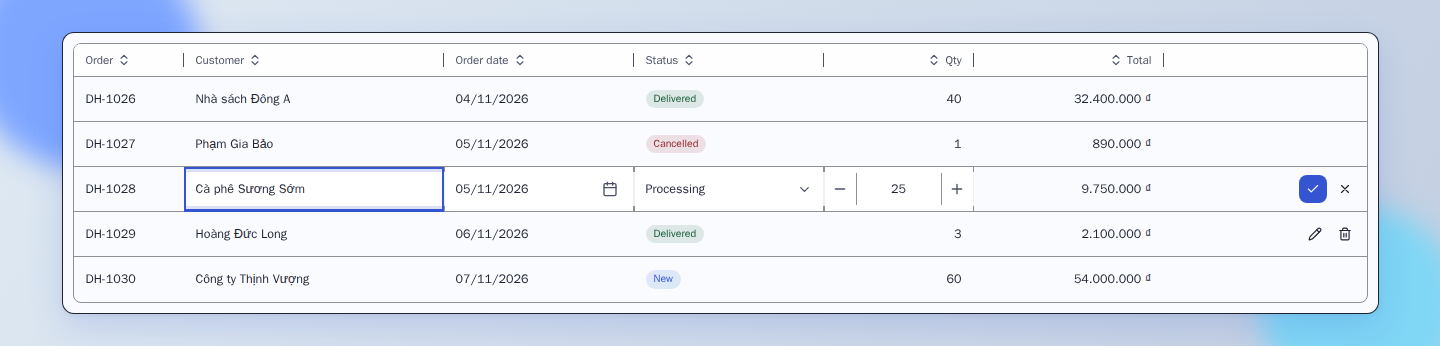 Order Customer Order date Status Qty Total
DH-1026 Nhà sách Đông A 04/11/2026 Delivered 40 32.400.000 ₫
DH-1027 Phạm Gia Bảo 05/11/2026 Cancelled 1 890.000 ₫
DH-1028 Cà phê Sương Sớm 05/11/2026 Processing 25 9.750.000 ₫
DH-1029 Hoàng Đức Long 06/11/2026 Delivered 3 2.100.000 ₫
DH-1030 Công ty Thịnh Vượng 07/11/2026 New 60 54.000.000 ₫